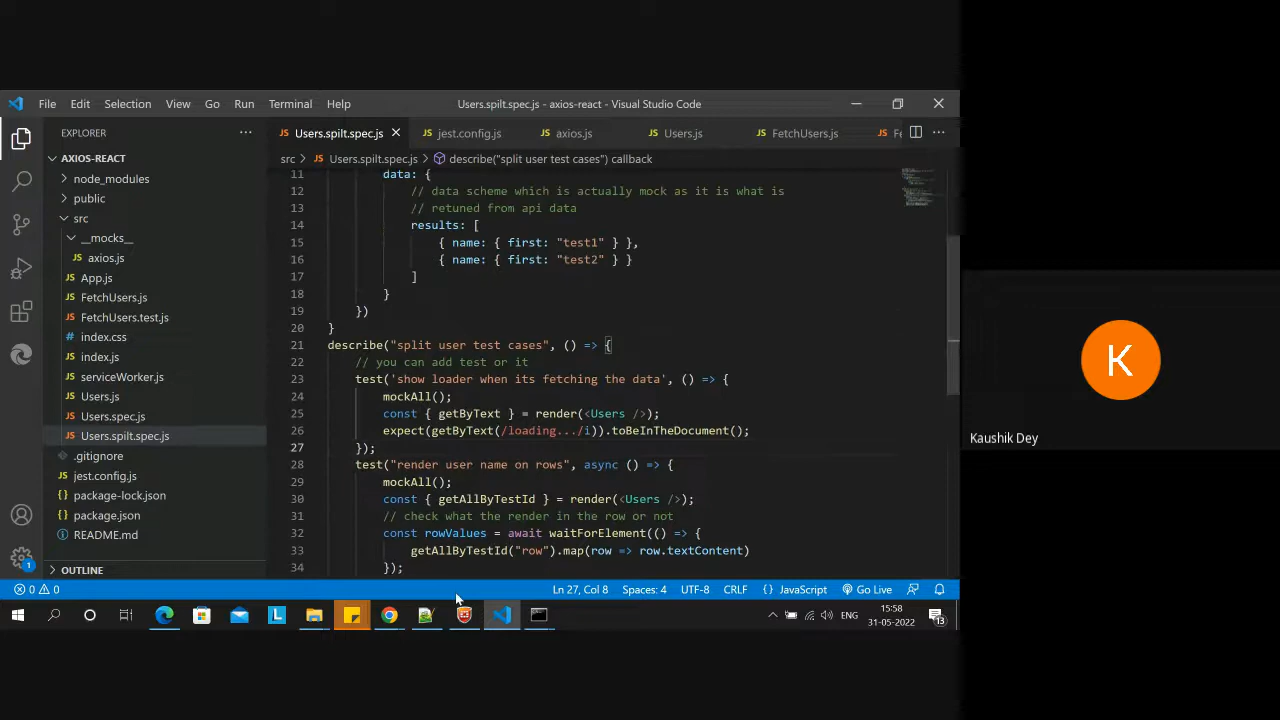 File Edit Selection View Go Run Terminal Help Users.spilt.spec.js - axios-react - Visual Studio Code
EXPLORER
AXIOS-REACT
node_modules
public
src
__mocks__
JS axios.js
JS App.js
JS FetchUsers.js
JS FetchUsers.test.js
# index.css
JS index.js
JS serviceWorker.js
JS Users.js
JS Users.spec.js
JS Users.spilt.spec.js
.gitignore
JS jest.config.js
{} package-lock.json
{} package.json
README.md
OUTLINE
JS Users.spilt.spec.js JS jest.config.js JS axios.js JS Users.js JS FetchUsers.js JS Fe
src > JS Users.spilt.spec.js > describe("split user test cases") callback
11 data: {
12 // data scheme which is actually mock as it is what is
13 // retuned from api data
14 results: [
15 { name: { first: "test1" } },
16 { name: { first: "test2" } }
17 ]
18 }
19 })
20 }
21 describe("split user test cases", () => {
22 // you can add test or it
23 test('show loader when its fetching the data', () => {
24 mockAll();
25 const { getByText } = render(<Users />);
26 expect(getByText(/loading.../i)).toBeInTheDocument();
27 });
28 test("render user name on rows", async () => {
29 mockAll();
30 const { getAllByTestId } = render(<Users />);
31 // check what the render in the row or not
32 const rowValues = await waitForElement(() => {
33 getAllByTestId("row").map(row => row.textContent)
34 });
0 0 Ln 27, Col 8 Spaces: 4 UTF-8 CRLF {} JavaScript Go Live
1
L
ENG
15:58
31-05-2022
13
K
Kaushik Dey